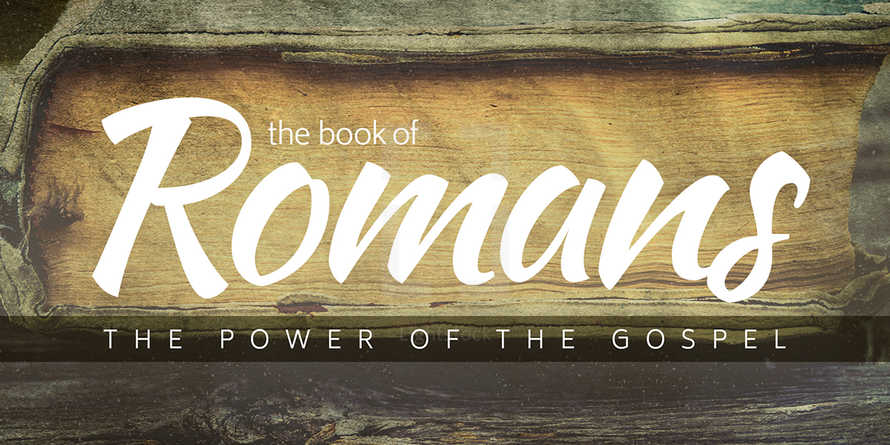 the book of
Romans
THE POWER OF THE GOSPEL